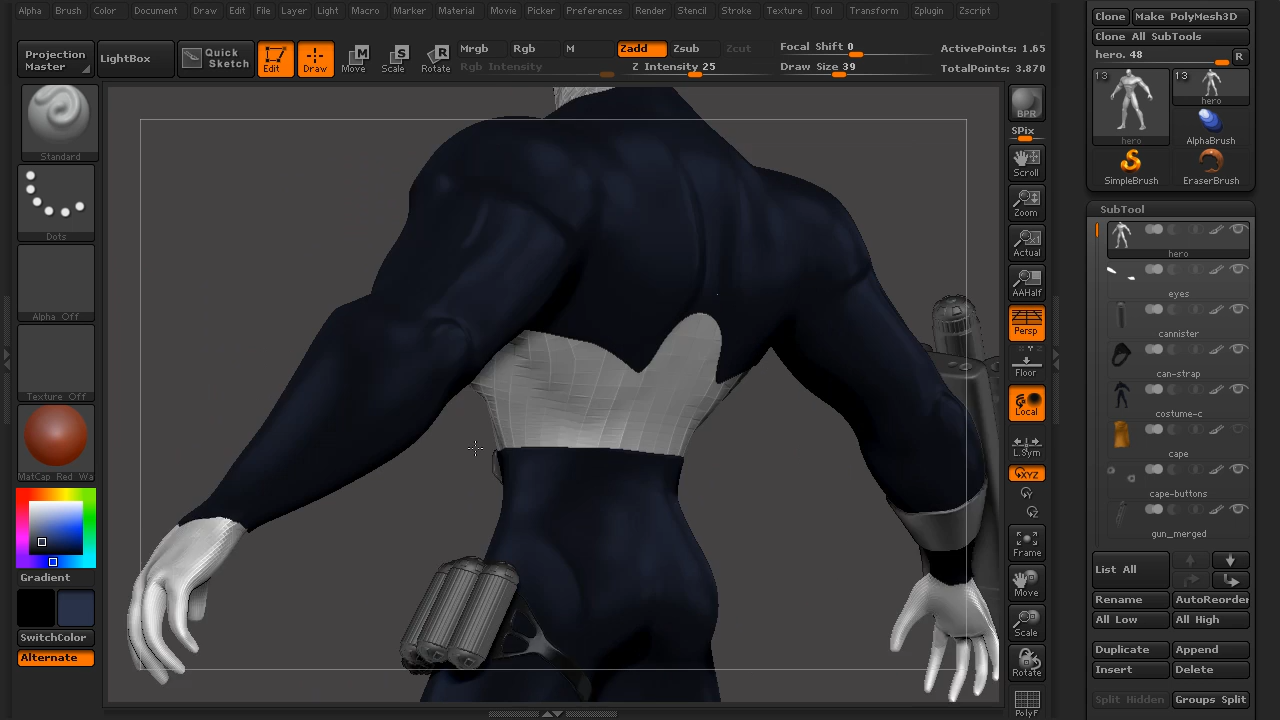 Alpha Brush Color Document Draw Edit File Layer Light Macro Marker Material Movie Picker Preferences Render Stencil Stroke Texture Tool Transform Zplugin Zscript
Projection Master
LightBox
Quick Sketch
Edit
Draw
Move
Scale
Rotate
Mrgb Rgb M
Rgb Intensity
Zadd Zsub Zcut
Z Intensity 25
Focal Shift 0
Draw Size 39
ActivePoints: 1.65
TotalPoints: 3.870
Standard
Dots
Alpha Off
Texture Off
MatCap Red Wa
Gradient
SwitchColor
Alternate
BPR
SPix
Scroll
Zoom
Actual
AAHalf
Persp
Floor
Local
L.Sym
XYZ
Y
Z
Frame
Move
Scale
Rotate
PolyF
Clone Make PolyMesh3D
Clone All SubTools
hero. 48 R
13
hero
13
hero
AlphaBrush
SimpleBrush
EraserBrush
SubTool
hero
eyes
cannister
can-strap
costume-c
cape
cape-buttons
gun_merged
List All
Rename AutoReorder
All Low All High
Duplicate Append
Insert Delete
Split Hidden Groups Split